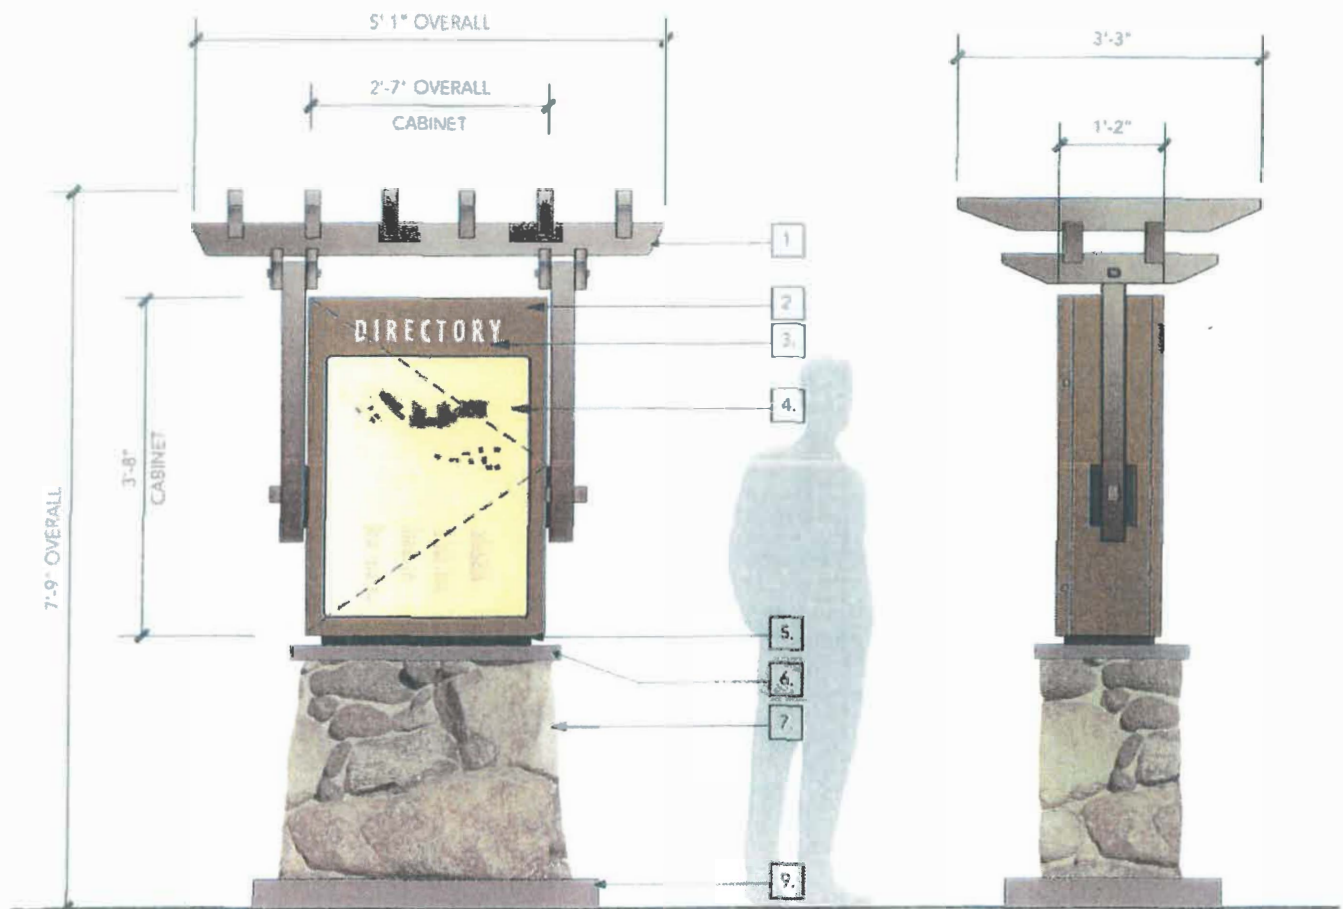 5' 1" OVERALL
2'-7" OVERALL
CABINET
3'-3"
1'-2"
1
2
DIRECTORY
3.
4.
3'-8"
CABINET
7'-9" OVERALL
5.
6.
7.
9.